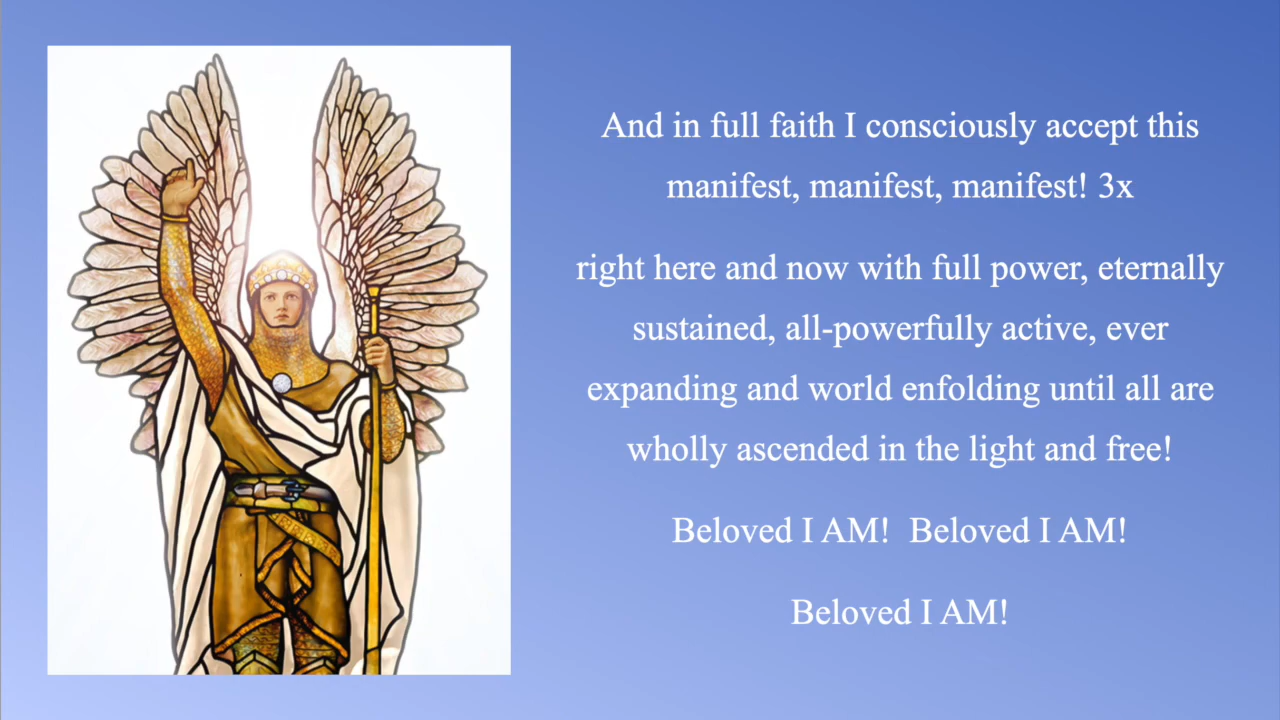 And in full faith I consciously accept this
manifest, manifest, manifest! 3x
right here and now with full power, eternally
sustained, all-powerfully active, ever
expanding and world enfolding until all are
wholly ascended in the light and free!
Beloved I AM!  Beloved I AM!
Beloved I AM!